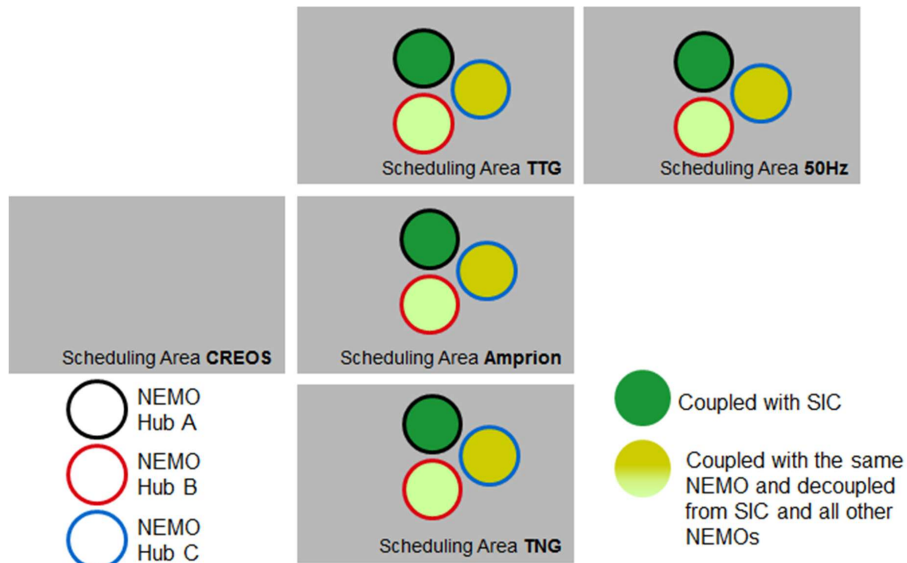 Scheduling Area TTG
Scheduling Area 50Hz
Scheduling Area CREOS
Scheduling Area Amprion
NEMO
Hub A
NEMO
Hub B
NEMO
Hub C
Scheduling Area TNG
Coupled with SIC
Coupled with the same
NEMO and decoupled
from SIC and all other
NEMOs